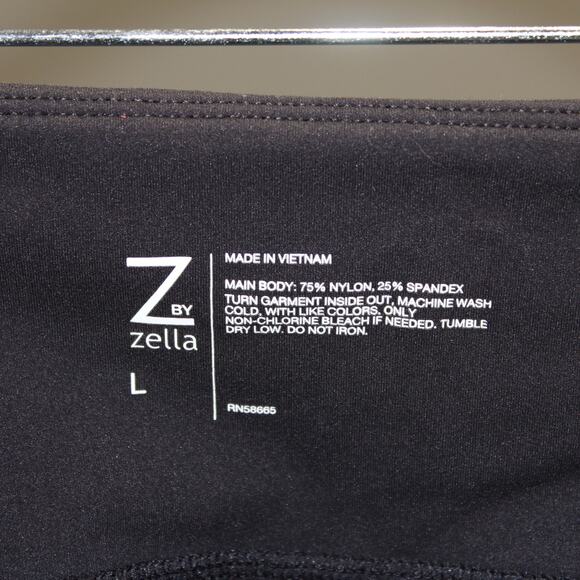 Z BY
zella
L
MADE IN VIETNAM
MAIN BODY: 75% NYLON, 25% SPANDEX
TURN GARMENT INSIDE OUT, MACHINE WASH
COLD, WITH LIKE COLORS, ONLY
NON-CHLORINE BLEACH IF NEEDED. TUMBLE
DRY LOW. DO NOT IRON.
RN58665